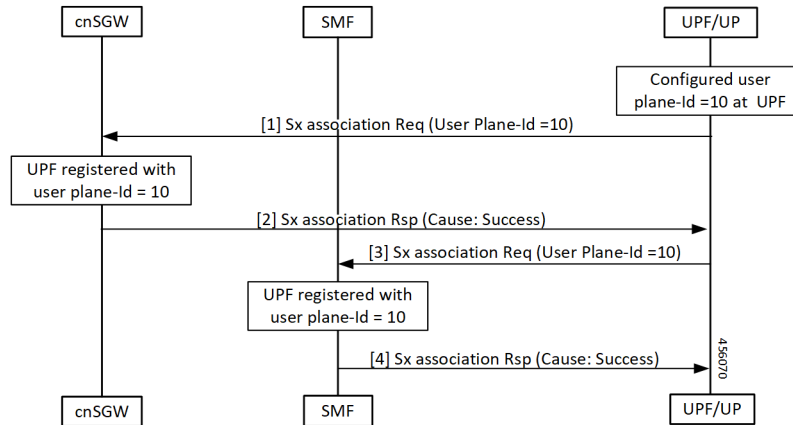 cnSGW
SMF
UPF/UP
Configured user
plane-Id =10 at UPF
[1] Sx association Req (User Plane-Id =10)
UPF registered with
user plane-Id = 10
[2] Sx association Rsp (Cause: Success)
[3] Sx association Req (User Plane-Id =10)
UPF registered with
user plane-Id = 10
[4] Sx association Rsp (Cause: Success)
456070
cnSGW
SMF
UPF/UP